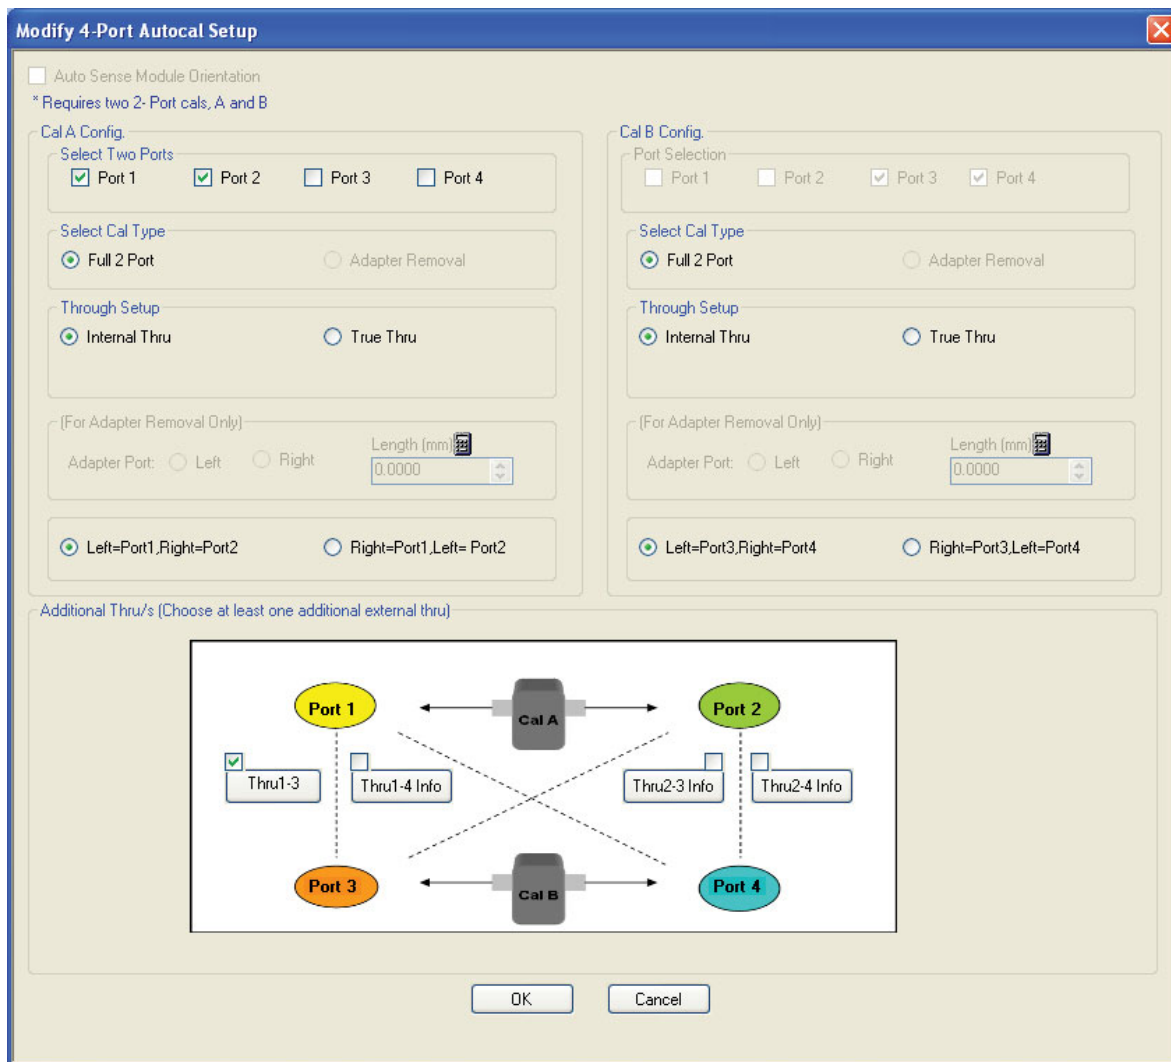 Modify 4-Port Autocal Setup
Auto Sense Module Orientation
* Requires two 2- Port cals, A and B
Cal A Config.
Select Two Ports
Port 1 Port 2 Port 3 Port 4
Select Cal Type
Full 2 Port Adapter Removal
Through Setup
Internal Thru True Thru
(For Adapter Removal Only)
Adapter Port: Left Right Length (mm)
0.0000
Left=Port1,Right=Port2 Right=Port1,Left= Port2
Cal B Config.
Port Selection
Port 1 Port 2 Port 3 Port 4
Select Cal Type
Full 2 Port Adapter Removal
Through Setup
Internal Thru True Thru
(For Adapter Removal Only)
Adapter Port: Left Right Length (mm)
0.0000
Left=Port3,Right=Port4 Right=Port3,Left=Port4
Additional Thru/s (Choose at least one additional external thru)
Port 1 Cal A Port 2
Thru1-3 Thru1-4 Info Thru2-3 Info Thru2-4 Info
Port 3 Cal B Port 4
OK Cancel